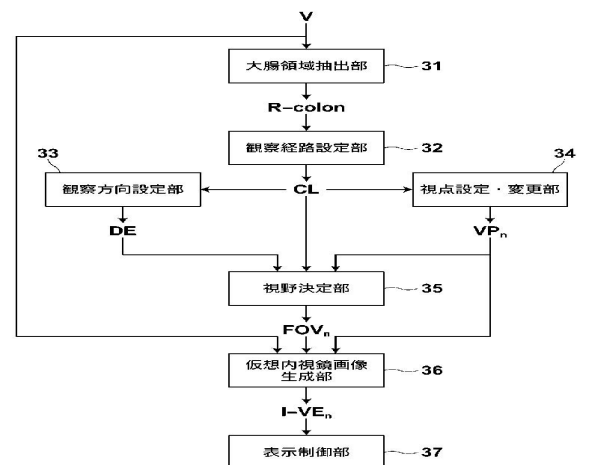 V
大腸領域抽出部 31
R-colon
観察経路設定部 32
33 34
観察方向設定部 CL 視点設定・変更部
DE VPn
視野決定部 35
FOVn
仮想内視鏡画像
生成部 36
I-VEn
表示制御部 37